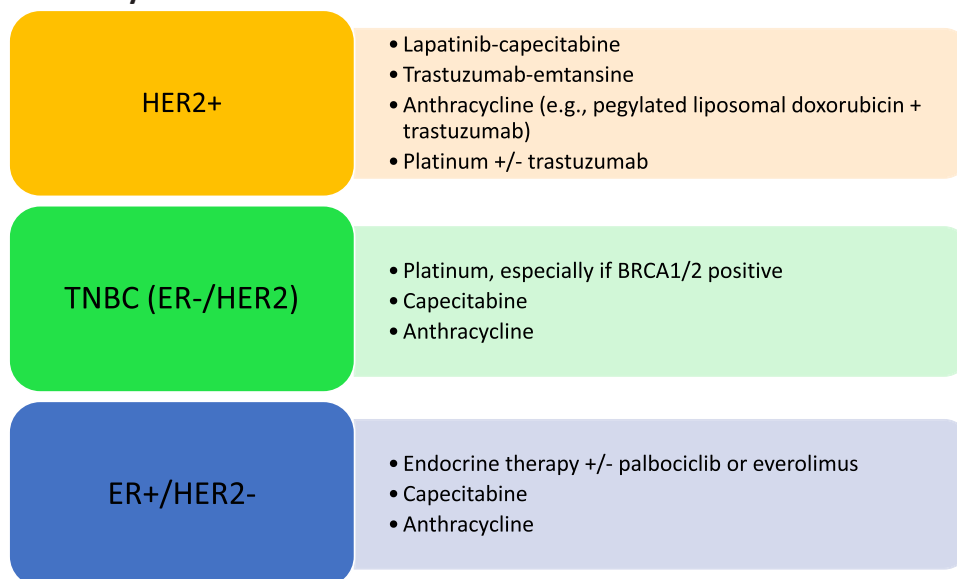 HER2+
• Lapatinib-capecitabine
• Trastuzumab-emtansine
• Anthracycline (e.g., pegylated liposomal doxorubicin +
trastuzumab)
• Platinum +/- trastuzumab
TNBC (ER-/HER2)
• Platinum, especially if BRCA1/2 positive
• Capecitabine
• Anthracycline
ER+/HER2-
• Endocrine therapy +/- palbociclib or everolimus
• Capecitabine
• Anthracycline